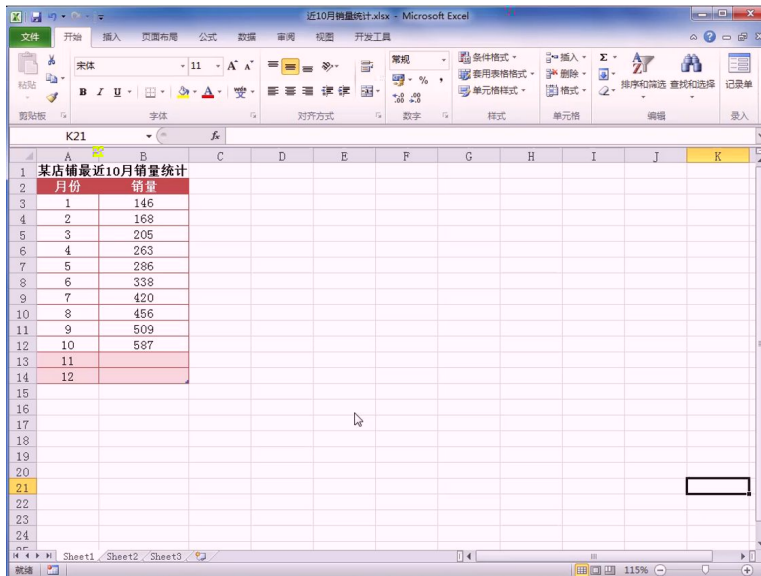 近10月销量统计.xlsx - Microsoft Excel
文件 开始 插入 页面布局 公式 数据 审阅 视图 开发工具
宋体 11 A A 常规 条件格式 插入 Σ
粘贴 % , 套用表格格式 删除 排序和筛选 查找和选择 记录单
B I U A 变 .00 .0 单元格样式 格式
剪贴板 字体 对齐方式 数字 样式 单元格 编辑 录入
K21 fx
A B C D E F G H I J K
1 某店铺最近10月销量统计
2 月份 销量
3 1 146
4 2 168
5 3 205
6 4 263
7 5 286
8 6 338
9 7 420
10 8 456
11 9 509
12 10 587
13 11
14 12
15
16
17
18
19
20
21
22
23
24
Sheet1 Sheet2 Sheet3
就绪 115%